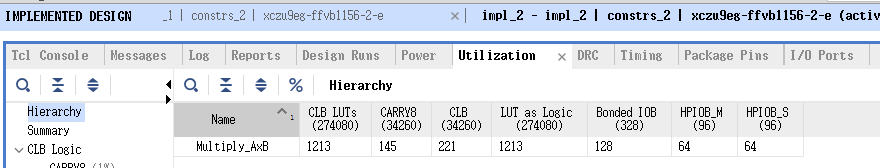 IMPLEMENTED DESIGN _1 | constrs_2 | xczu9eg-ffvb1156-2-e × impl_2 - impl_2 | constrs_2 | xczu9eg-ffvb1156-2-e (activ
Tcl Console Messages Log Reports Design Runs Power Utilization × DRC Timing Package Pins I/O Ports
% Hierarchy
Hierarchy
Summary
CLB Logic
CARRY8 (1%)
Name 1 CLB LUTs (274080) CARRY8 (34260) CLB (34260) LUT as Logic (274080) Bonded IOB (328) HPIOB_M (96) HPIOB_S (96)
Multiply_AxB 1213 145 221 1213 128 64 64